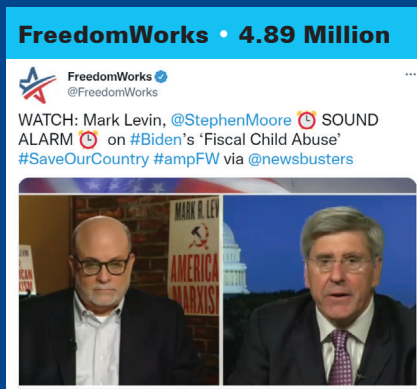 FreedomWorks • 4.89 Million
FreedomWorks
@FreedomWorks
WATCH: Mark Levin, @StephenMoore ⏰ SOUND
ALARM ⏰ on #Biden's 'Fiscal Child Abuse'
#SaveOurCountry #ampFW via @newsbusters
MARK R. LEV
AMERICA
MARXIS